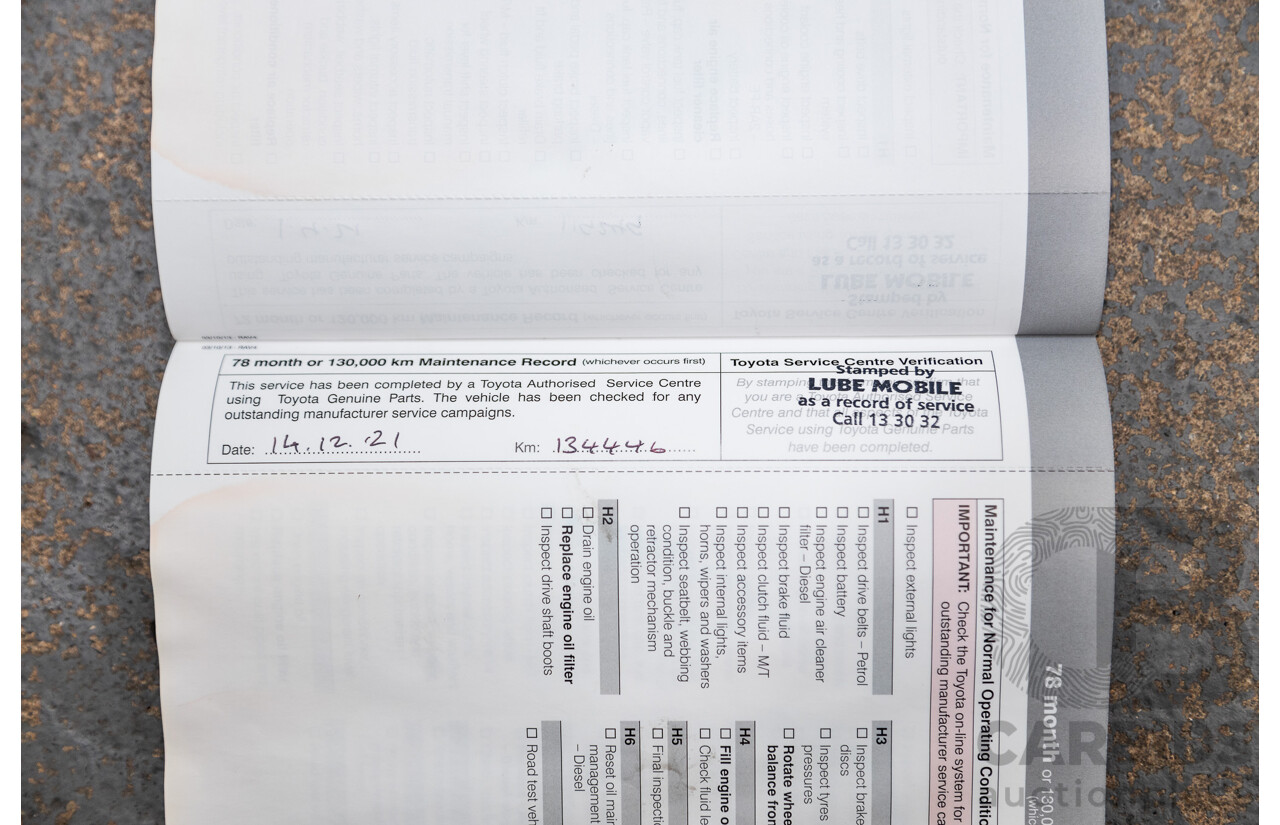 78 month or 130,000 km Maintenance Record (whichever occurs first)
This service has been completed by a Toyota Authorised Service Centre
using Toyota Genuine Parts. The vehicle has been checked for any
outstanding manufacturer service campaigns.
Date: 14.12.21
Km: 134446
Toyota Service Centre Verification
Stamped by
LUBE MOBILE
as a record of service
Call 13 30 32
By stamping that
you are a Toyota Authorised Service
Centre and that all Toyota
Service using Toyota Genuine Parts
have been completed.
78 month or 130,0
Maintenance for Normal Operating Conditio
IMPORTANT: Check the Toyota on-line system for
outstanding manufacturer service ca
☐ Inspect external lights
H1
☐ Inspect drive belts – Petrol
☐ Inspect battery
☐ Inspect engine air cleaner
filter – Diesel
☐ Inspect brake fluid
☐ Inspect clutch fluid – M/T
☐ Inspect accessory items
☐ Inspect internal lights,
horns, wipers and washers
☐ Inspect seatbelt, webbing
condition, buckle and
retractor mechanism
operation
H2
☐ Drain engine oil
☐ Replace engine oil filter
☐ Inspect drive shaft boots
H3
☐ Inspect brake
discs
☐ Inspect tyres
pressures
☐ Rotate whee
balance fron
H4
☐ Fill engine o
☐ Check fluid le
H5
☐ Final inspectio
H6
☐ Reset oil main
management
– Diesel
☐ Road test veh